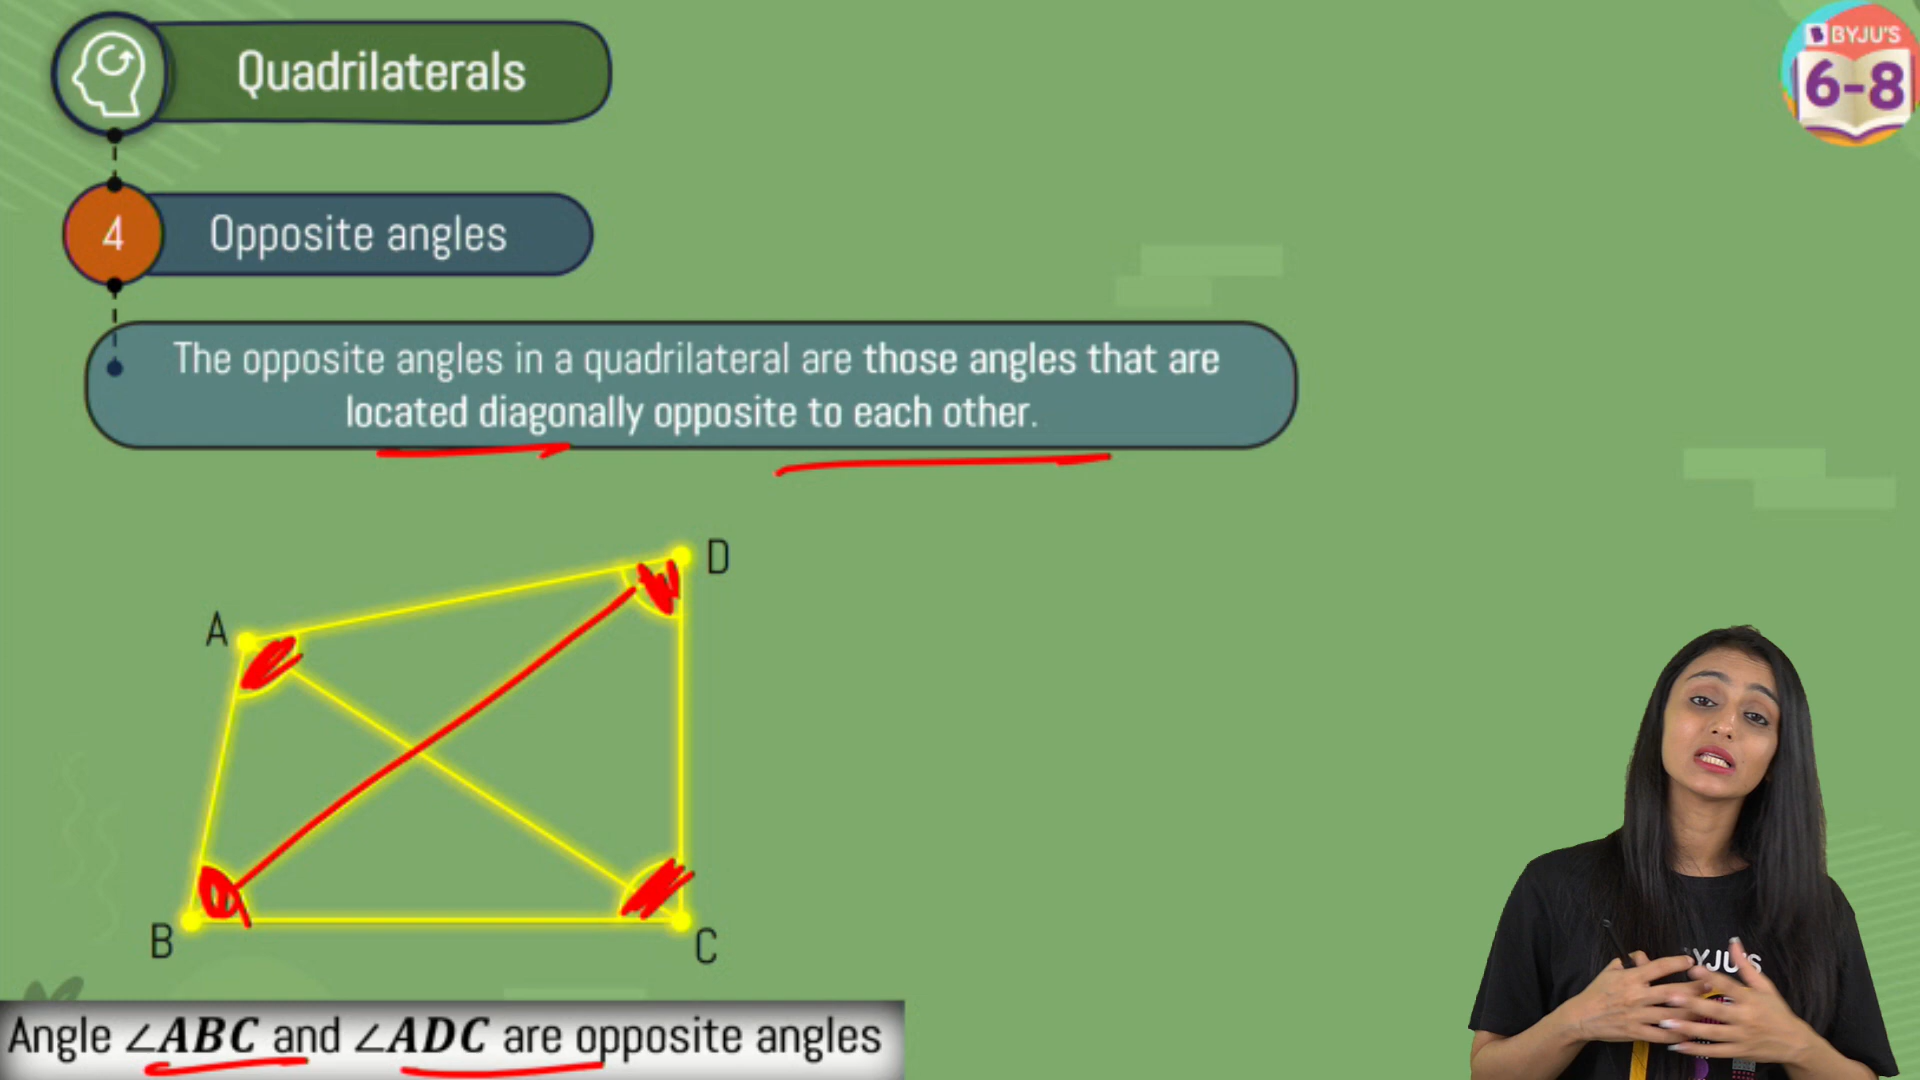 Quadrilaterals
BYJU'S
6-8
4
Opposite angles
The opposite angles in a quadrilateral are those angles that are
located diagonally opposite to each other.
D
A
B
C
YJU'S
Angle ∠ABC and ∠ADC are opposite angles